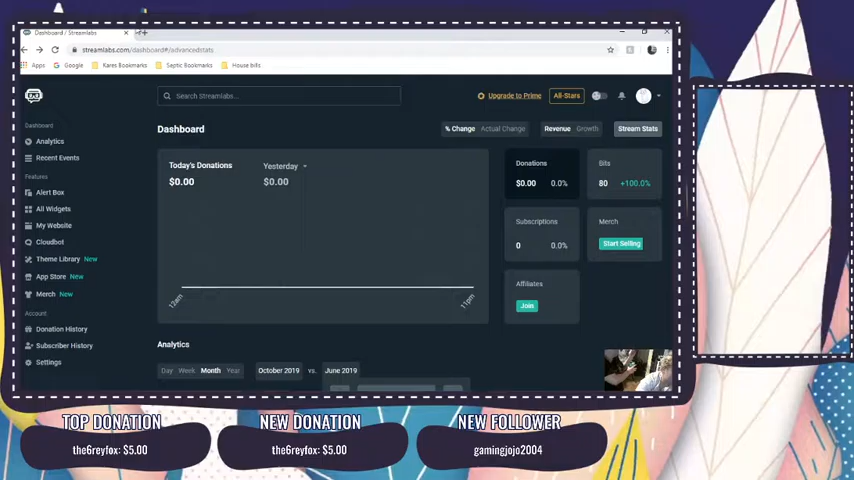 Dashboard / Streamlabs
streamlabs.com/dashboard#/advancedstats
Apps Google Kares Bookmarks Septic Bookmarks House bills
Search Streamlabs...
Upgrade to Prime All-Stars
Dashboard
Analytics
Recent Events
Features
Alert Box
All Widgets
My Website
Cloudbot
Theme Library New
App Store New
Merch New
Account
Donation History
Subscriber History
Settings
Dashboard
% Change Actual Change Revenue Growth Stream Stats
Today's Donations Yesterday
$0.00 $0.00
12am 11pm
Donations
$0.00 0.0%
Bits
80 +100.0%
Subscriptions
0 0.0%
Merch
Start Selling
Affiliates
Join
Analytics
Day Week Month Year October 2019 vs. June 2019
TOP DONATION
the6reyfox: $5.00
NEW DONATION
the6reyfox: $5.00
NEW FOLLOWER
gamingjojo2004